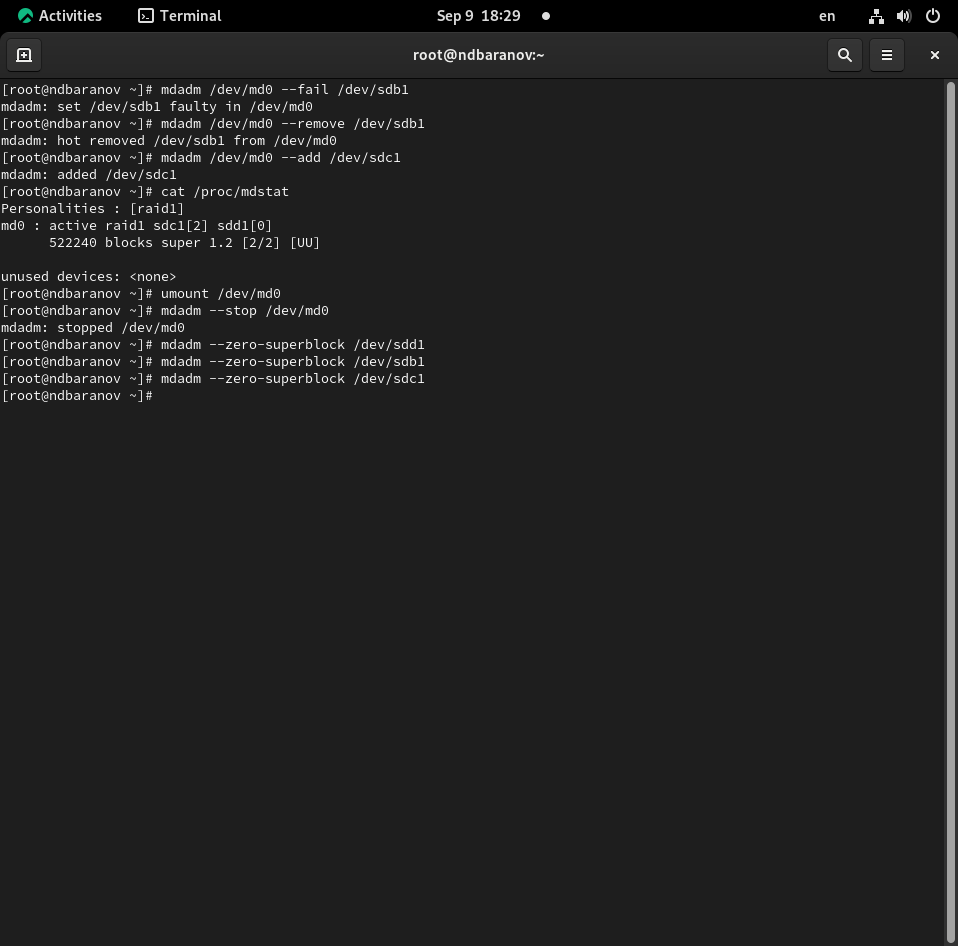 Activities Terminal Sep 9 18:29 en
root@ndbaranov:~
[root@ndbaranov ~]# mdadm /dev/md0 --fail /dev/sdb1
mdadm: set /dev/sdb1 faulty in /dev/md0
[root@ndbaranov ~]# mdadm /dev/md0 --remove /dev/sdb1
mdadm: hot removed /dev/sdb1 from /dev/md0
[root@ndbaranov ~]# mdadm /dev/md0 --add /dev/sdc1
mdadm: added /dev/sdc1
[root@ndbaranov ~]# cat /proc/mdstat
Personalities : [raid1]
md0 : active raid1 sdc1[2] sdd1[0]
      522240 blocks super 1.2 [2/2] [UU]

unused devices: <none>
[root@ndbaranov ~]# umount /dev/md0
[root@ndbaranov ~]# mdadm --stop /dev/md0
mdadm: stopped /dev/md0
[root@ndbaranov ~]# mdadm --zero-superblock /dev/sdd1
[root@ndbaranov ~]# mdadm --zero-superblock /dev/sdb1
[root@ndbaranov ~]# mdadm --zero-superblock /dev/sdc1
[root@ndbaranov ~]#